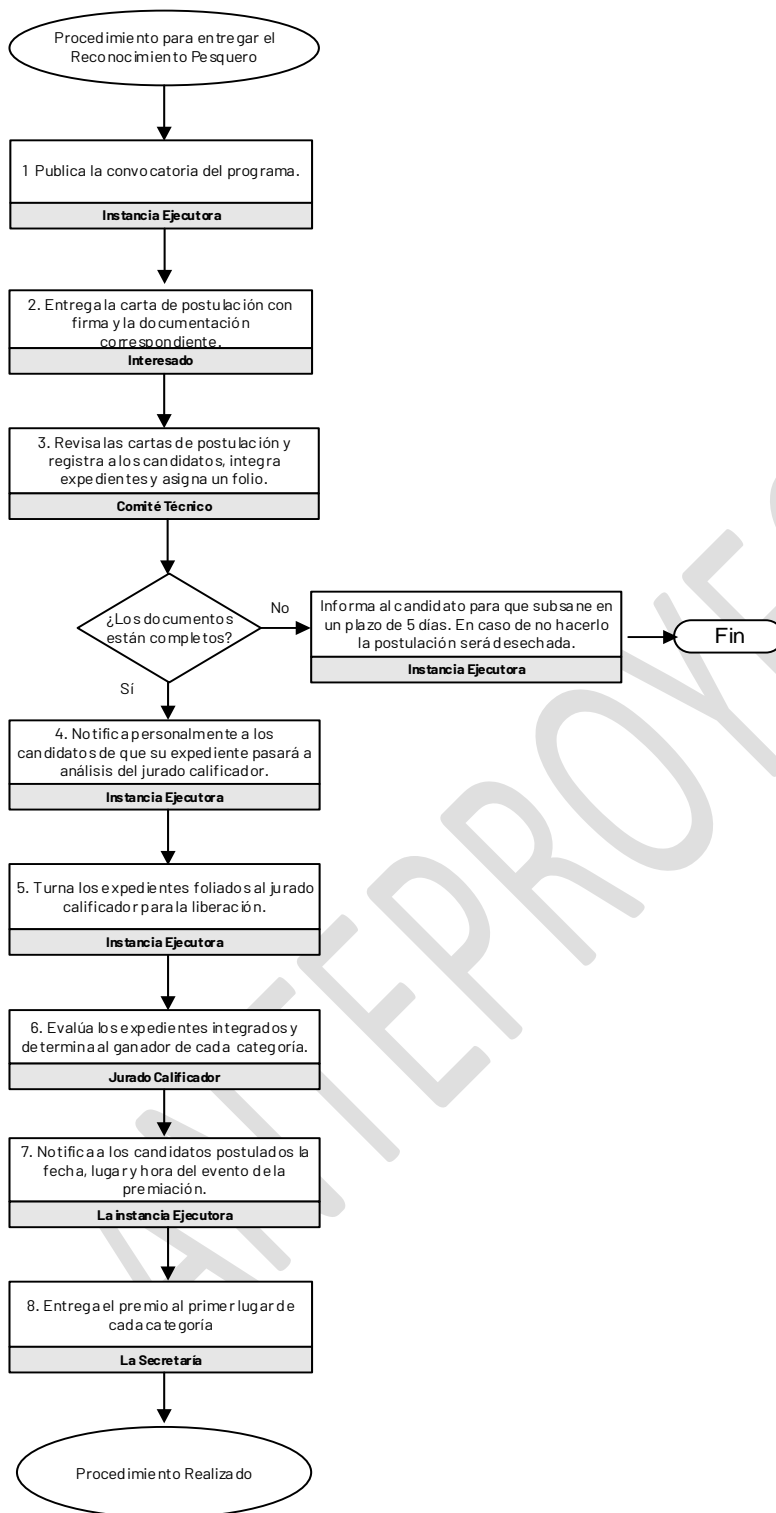 Procedimiento para entregar el
Reconocimiento Pesquero
1 Publica la convocatoria del programa.
Instancia Ejecutora
2. Entrega la carta de postulación con
firma y la documentación
correspondiente.
Interesado
3. Revisa las cartas de postulación y
registra a los candidatos, integra
expedientes y asigna un folio.
Comité Técnico
¿Los documentos
están completos?
No
Informa al candidato para que subsane en
un plazo de 5 días. En caso de no hacerlo
la postulación será desechada.
Instancia Ejecutora
Fin
Sí
4. Notifica personalmente a los
candidatos de que su expediente pasará a
análisis del jurado calificador.
Instancia Ejecutora
5. Turna los expedientes foliados al jurado
calificador para la liberación.
Instancia Ejecutora
6. Evalúa los expedientes integrados y
determina al ganador de cada categoría.
Jurado Calificador
7. Notifica a los candidatos postulados la
fecha, lugar y hora del evento de la
premiación.
La instancia Ejecutora
8. Entrega el premio al primer lugar de
cada categoría
La Secretaría
Procedimiento Realizado
ANTEPROYE